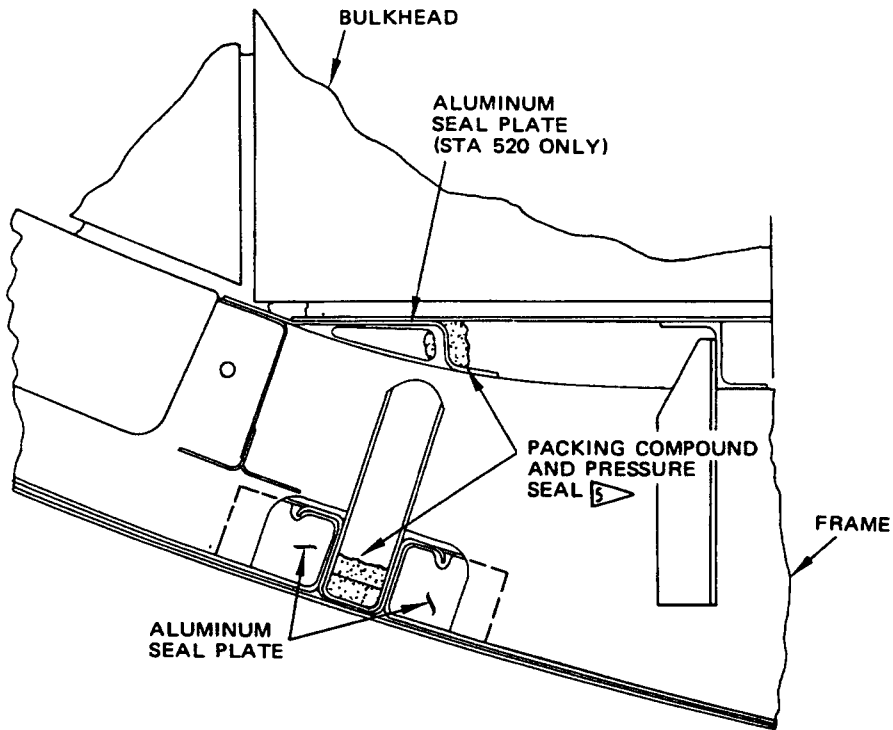 BULKHEAD
ALUMINUM
SEAL PLATE
(STA 520 ONLY)
PACKING COMPOUND
AND PRESSURE
SEAL 5
FRAME
ALUMINUM
SEAL PLATE